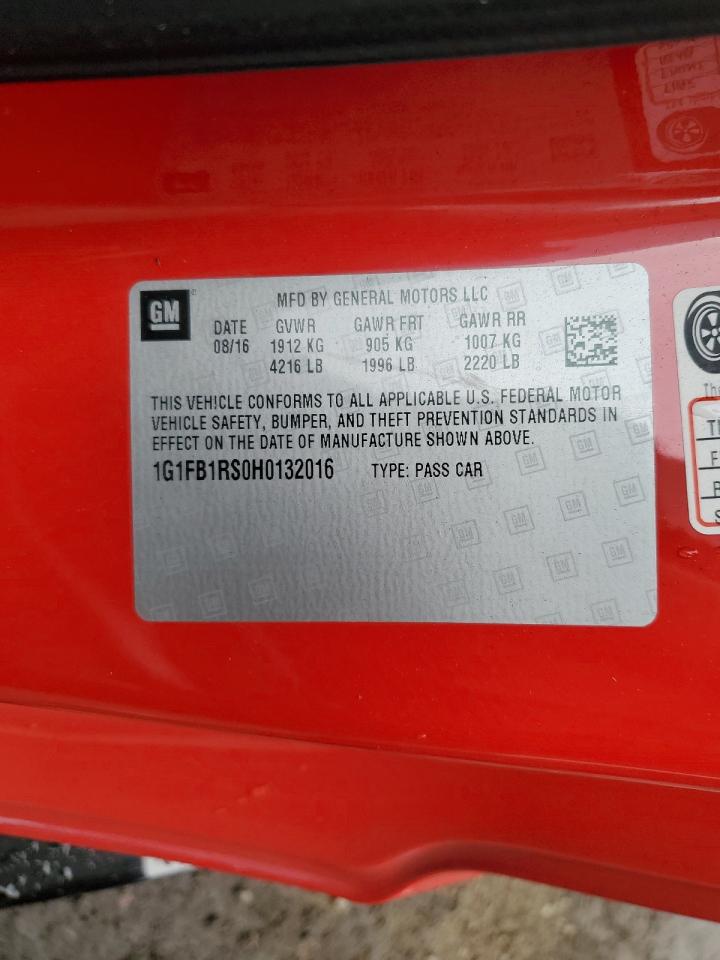 GM
MFD BY GENERAL MOTORS LLC
DATE GVWR GAWR FRT GAWR RR
08/16 1912 KG 905 KG 1007 KG
4216 LB 1996 LB 2220 LB
THIS VEHICLE CONFORMS TO ALL APPLICABLE U.S. FEDERAL MOTOR
VEHICLE SAFETY, BUMPER, AND THEFT PREVENTION STANDARDS IN
EFFECT ON THE DATE OF MANUFACTURE SHOWN ABOVE.
1G1FB1RS0H0132016 TYPE: PASS CAR